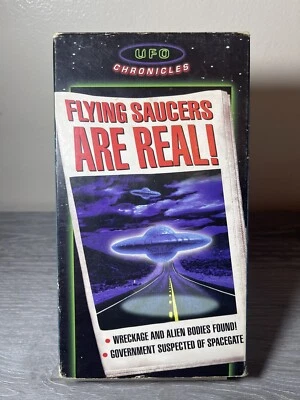 UFO
CHRONICLES
FLYING SAUCERS
ARE REAL!
• WRECKAGE AND ALIEN BODIES FOUND!
• GOVERNMENT SUSPECTED OF SPACEGATE